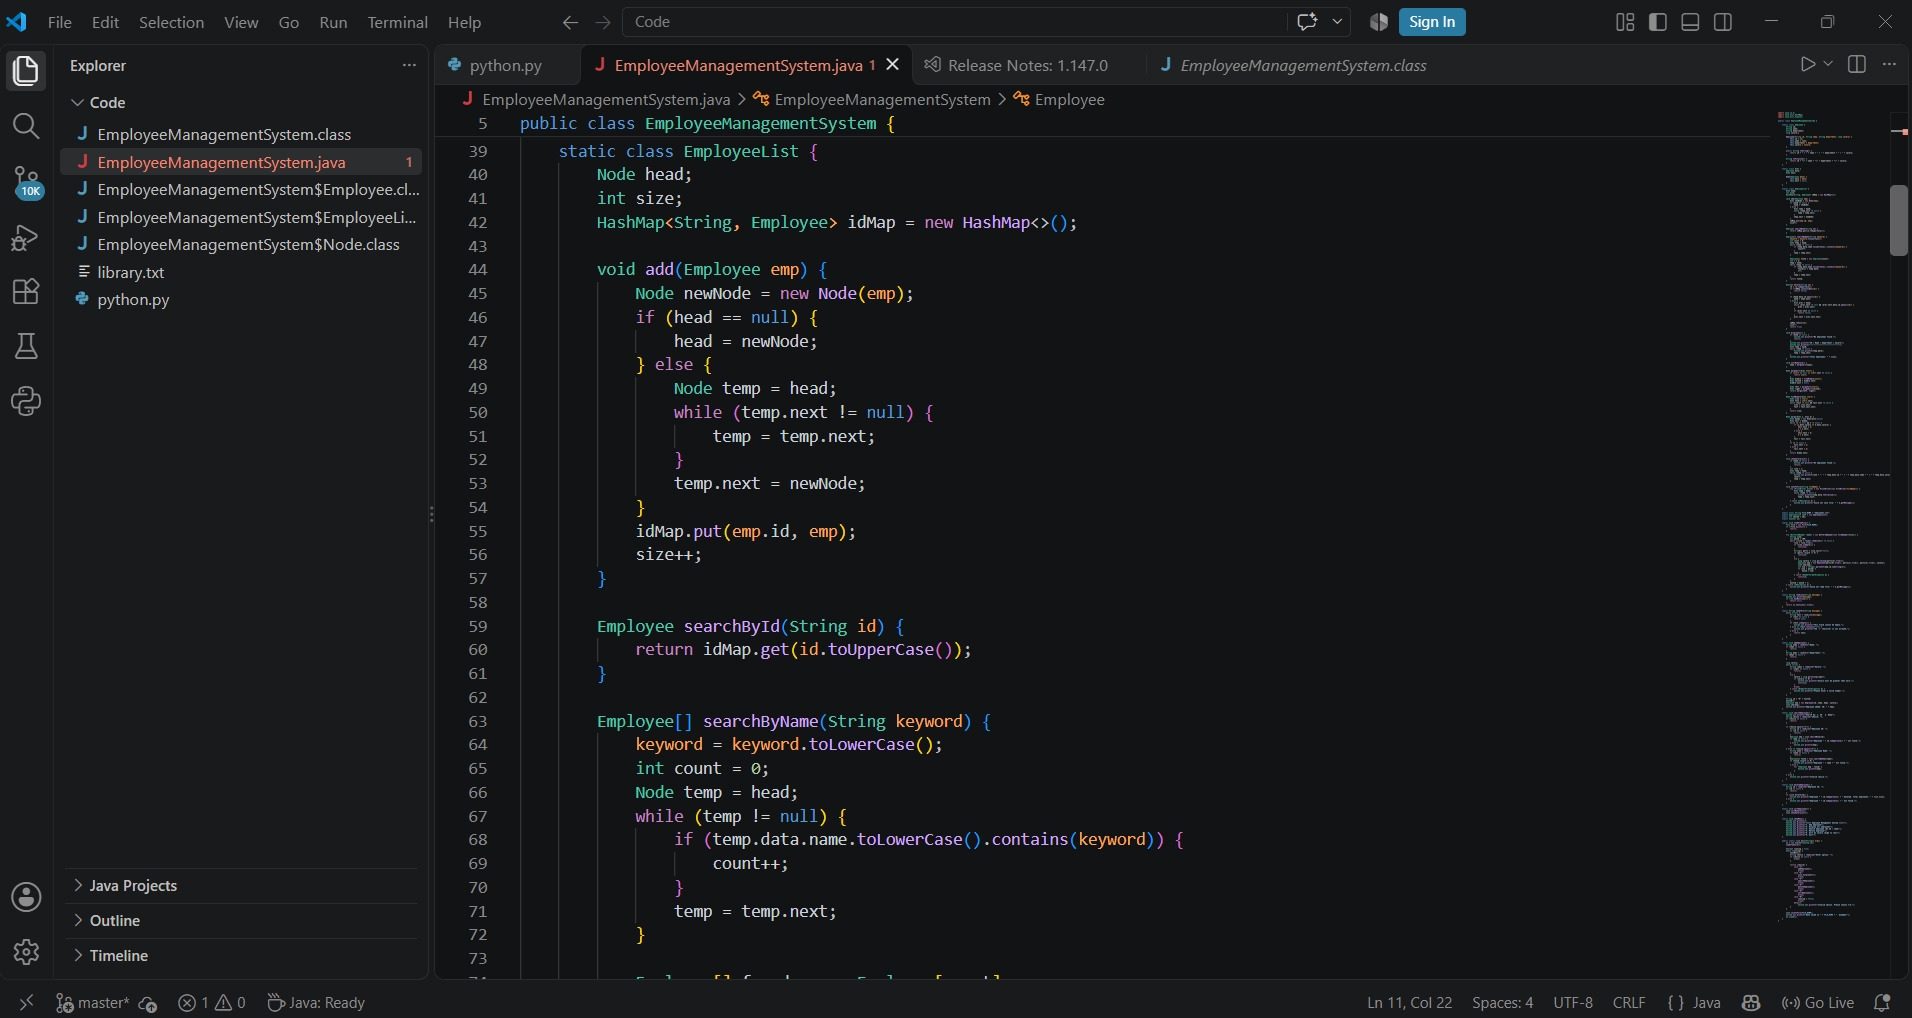 File Edit Selection View Go Run Terminal Help
Code
Sign In
Explorer
Code
EmployeeManagementSystem.class
EmployeeManagementSystem.java 1
EmployeeManagementSystem$Employee.cl...
EmployeeManagementSystem$EmployeeLi...
EmployeeManagementSystem$Node.class
library.txt
python.py
10K
Java Projects
Outline
Timeline
python.py
EmployeeManagementSystem.java 1
Release Notes: 1.147.0
EmployeeManagementSystem.class
EmployeeManagementSystem.java > EmployeeManagementSystem > Employee
5 public class EmployeeManagementSystem {
39 static class EmployeeList {
40 Node head;
41 int size;
42 HashMap<String, Employee> idMap = new HashMap<>();
43
44 void add(Employee emp) {
45 Node newNode = new Node(emp);
46 if (head == null) {
47 head = newNode;
48 } else {
49 Node temp = head;
50 while (temp.next != null) {
51 temp = temp.next;
52 }
53 temp.next = newNode;
54 }
55 idMap.put(emp.id, emp);
56 size++;
57 }
58
59 Employee searchById(String id) {
60 return idMap.get(id.toUpperCase());
61 }
62
63 Employee[] searchByName(String keyword) {
64 keyword = keyword.toLowerCase();
65 int count = 0;
66 Node temp = head;
67 while (temp != null) {
68 if (temp.data.name.toLowerCase().contains(keyword)) {
69 count++;
70 }
71 temp = temp.next;
72 }
73
master* 1 0 Java: Ready
Ln 11, Col 22 Spaces: 4 UTF-8 CRLF { } Java Go Live